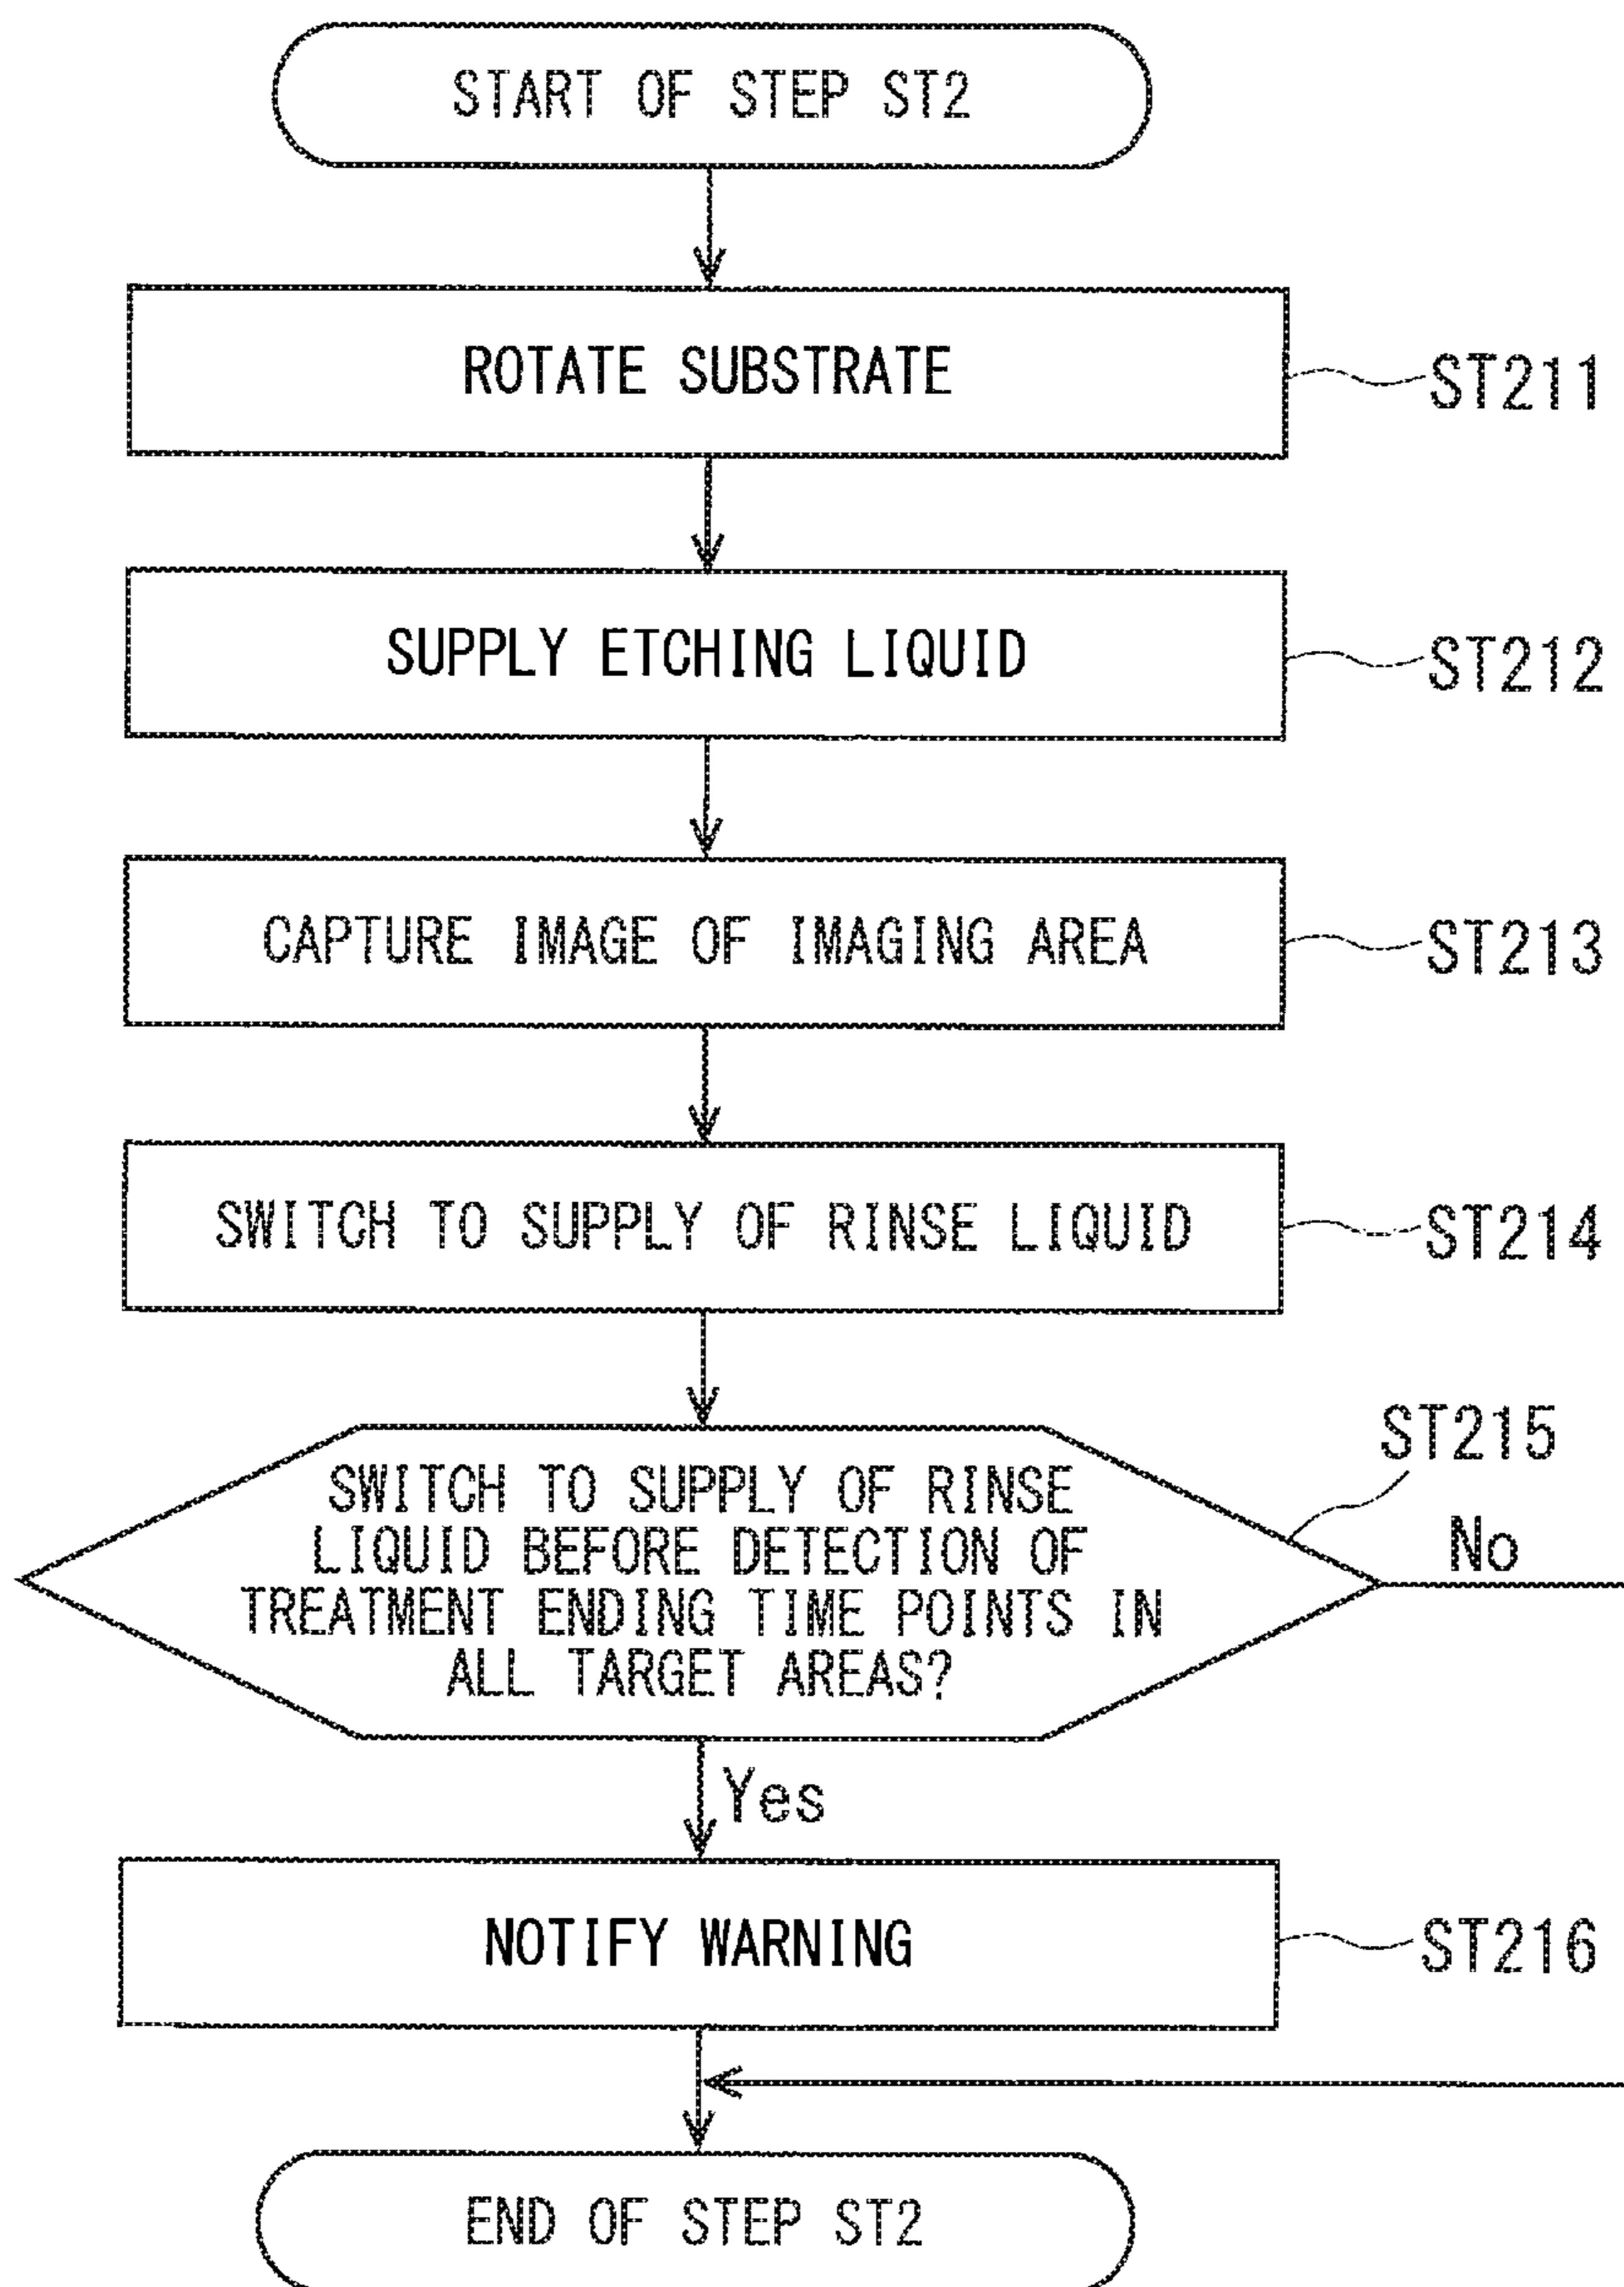 START OF STEP ST2
ROTATE SUBSTRATE
ST211
SUPPLY ETCHING LIQUID
ST212
CAPTURE IMAGE OF IMAGING AREA
ST213
SWITCH TO SUPPLY OF RINSE LIQUID
ST214
ST215
SWITCH TO SUPPLY OF RINSE
LIQUID BEFORE DETECTION OF
TREATMENT ENDING TIME POINTS IN
ALL TARGET AREAS?
No
Yes
NOTIFY WARNING
ST216
END OF STEP ST2